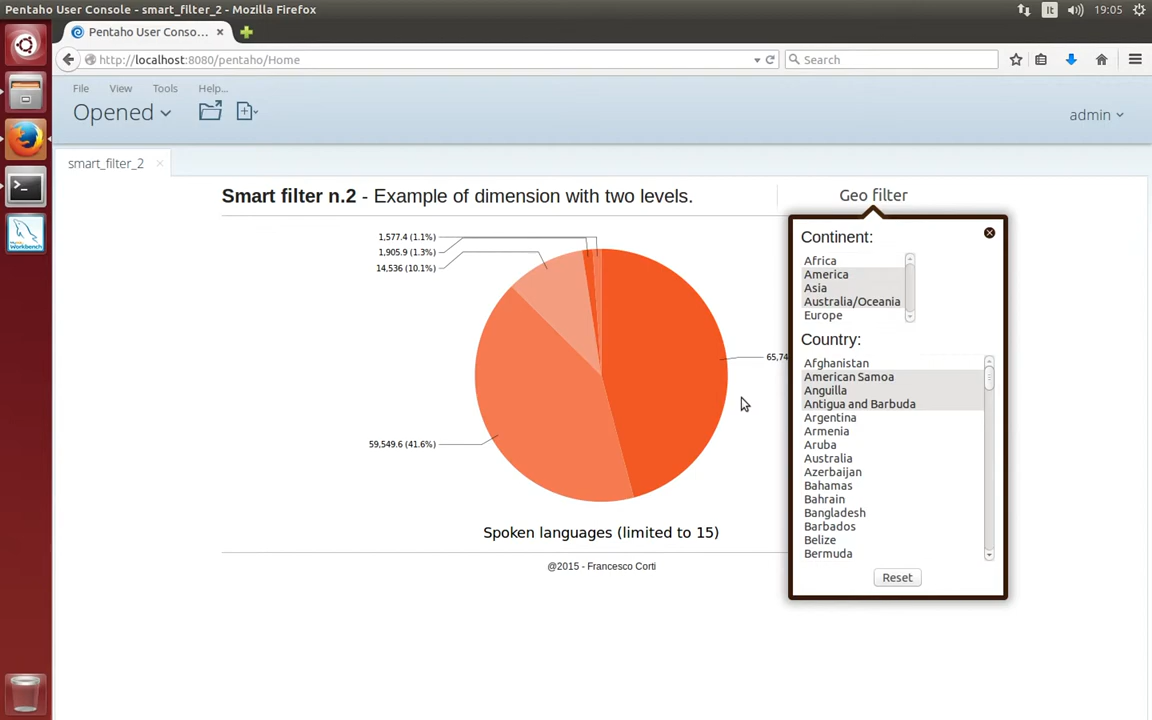 Pentaho User Console - smart_filter_2 - Mozilla Firefox
It
19:05
Pentaho User Conso...
http://localhost:8080/pentaho/Home
Search
File View Tools Help...
Opened
admin
smart_filter_2
Smart filter n.2 - Example of dimension with two levels.
Geo filter
1,577.4 (1.1%)
1,905.9 (1.3%)
14,536 (10.1%)
65,74
59,549.6 (41.6%)
Spoken languages (limited to 15)
@2015 - Francesco Corti
Continent:
Africa
America
Asia
Australia/Oceania
Europe
Country:
Afghanistan
American Samoa
Anguilla
Antigua and Barbuda
Argentina
Armenia
Aruba
Australia
Azerbaijan
Bahamas
Bahrain
Bangladesh
Barbados
Belize
Bermuda
Reset